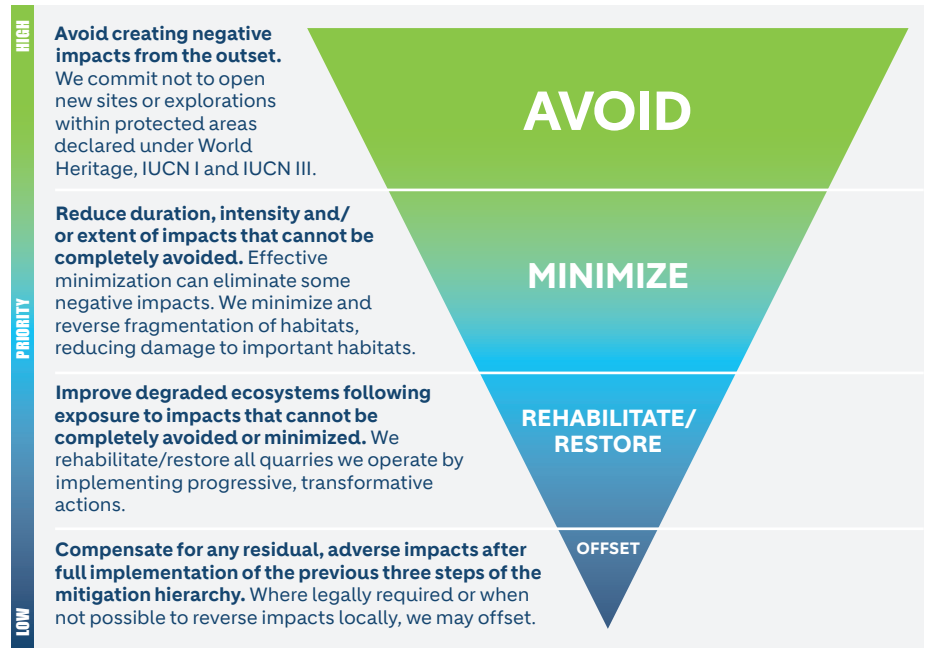 HIGH
Avoid creating negative
impacts from the outset.
We commit not to open
new sites or explorations
within protected areas
declared under World
Heritage, IUCN I and IUCN III.
AVOID
Reduce duration, intensity and/
or extent of impacts that cannot be
completely avoided. Effective
minimization can eliminate some
negative impacts. We minimize and
reverse fragmentation of habitats,
reducing damage to important habitats.
MINIMIZE
PRIORITY
Improve degraded ecosystems following
exposure to impacts that cannot be
completely avoided or minimized. We
rehabilitate/restore all quarries we operate by
implementing progressive, transformative
actions.
REHABILITATE/
RESTORE
Compensate for any residual, adverse impacts after
full implementation of the previous three steps of the
mitigation hierarchy. Where legally required or when
not possible to reverse impacts locally, we may offset.
OFFSET
LOW